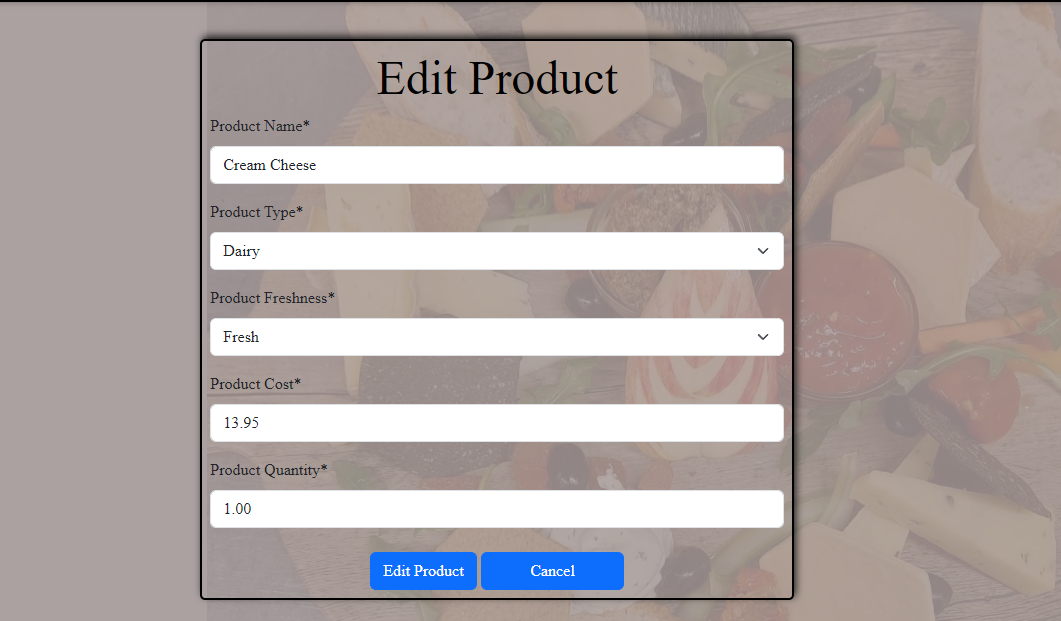 Edit Product
Product Name*
Cream Cheese
Product Type*
Dairy
Product Freshness*
Fresh
Product Cost*
13.95
Product Quantity*
1.00
Edit Product Cancel